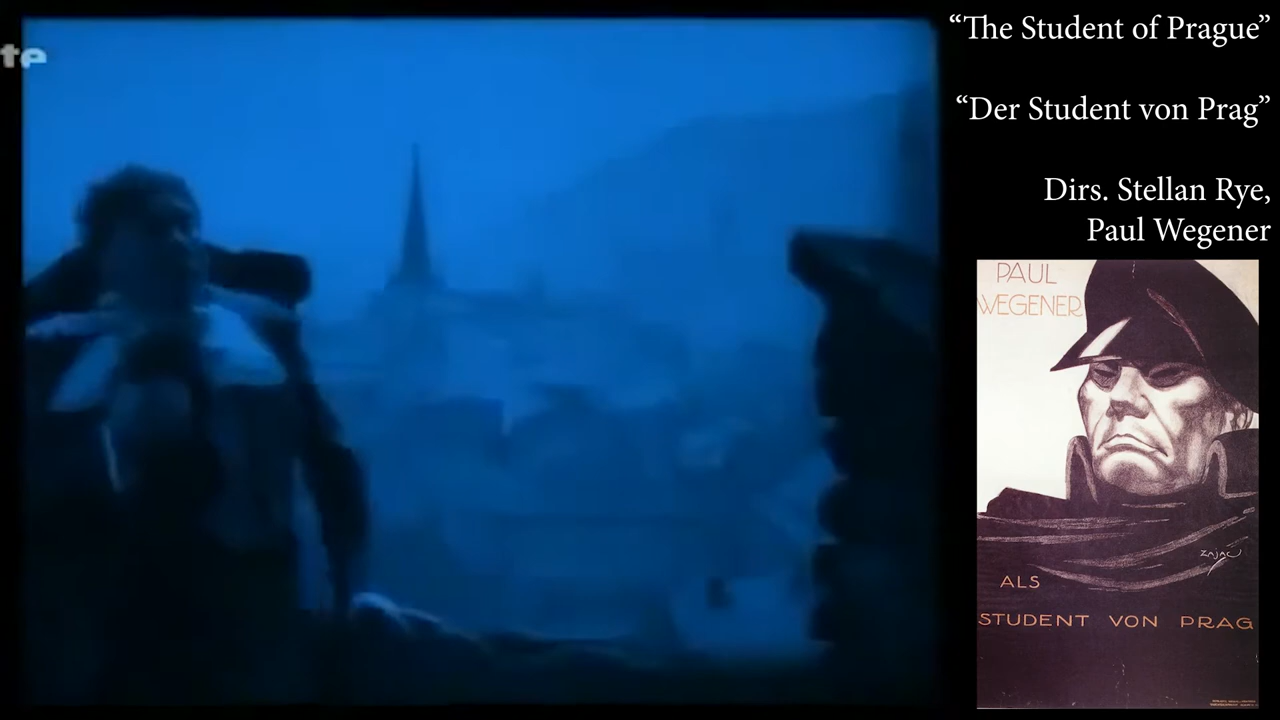 te
“The Student of Prague”
“Der Student von Prag”
Dirs. Stellan Rye,
Paul Wegener
PAUL
WEGENER
ALS
STUDENT VON PRAG